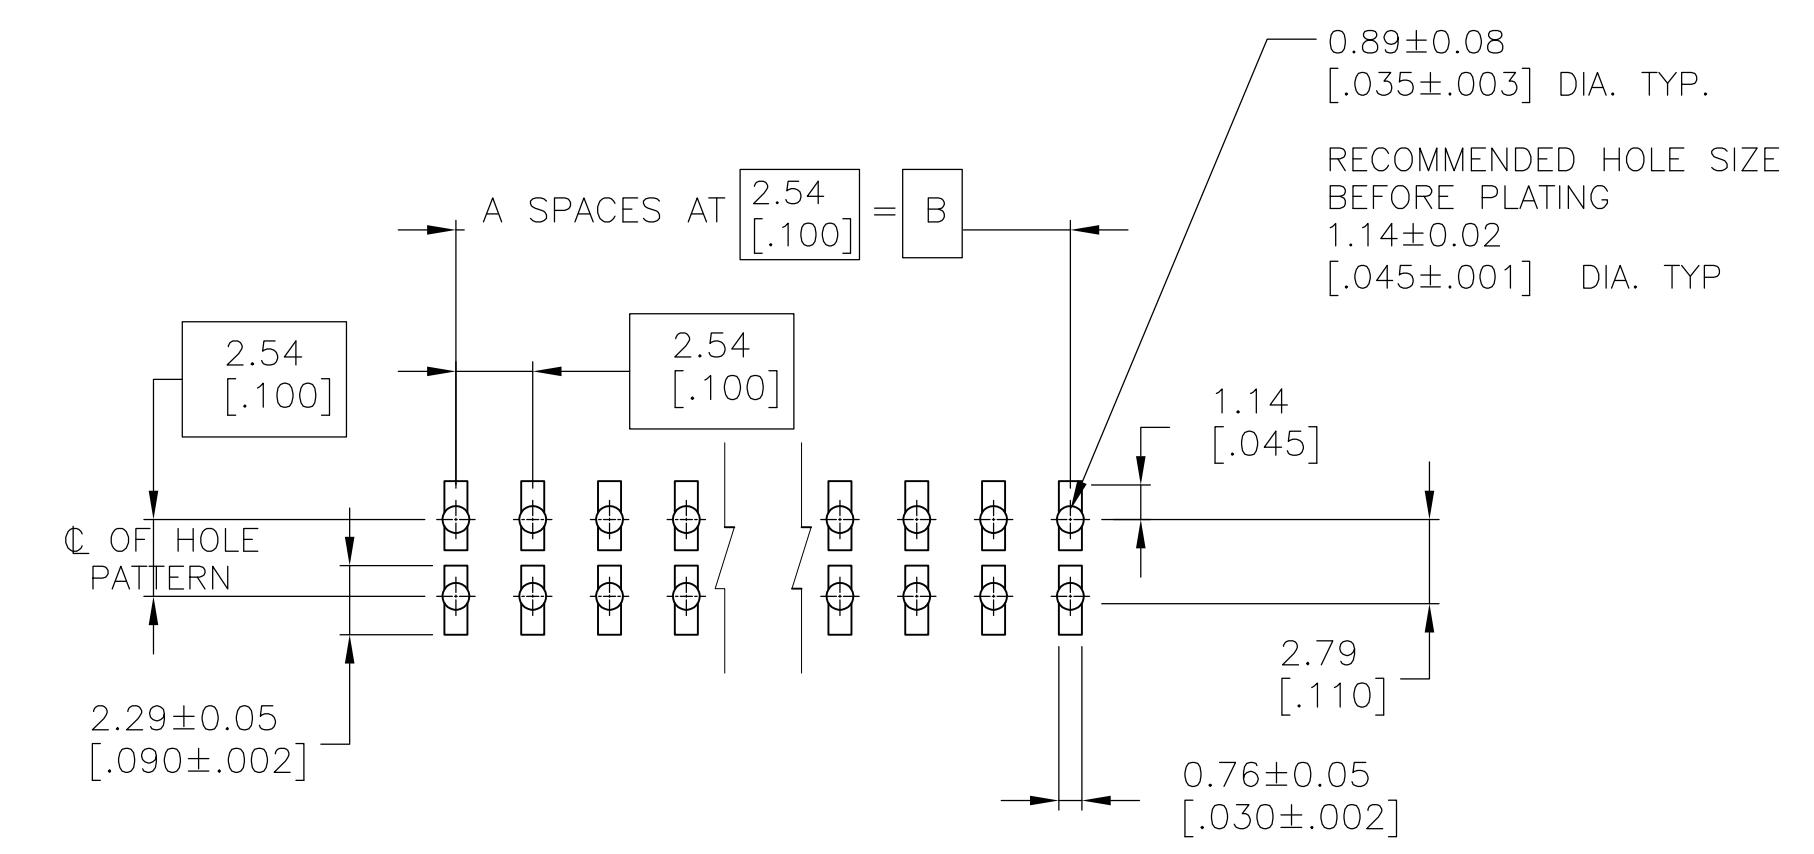 0.89±0.08
[.035±.003] DIA. TYP.
RECOMMENDED HOLE SIZE
BEFORE PLATING
1.14±0.02
[.045±.001] DIA. TYP
A SPACES AT 2.54 = B
[.100]
2.54
[.100]
2.54
[.100]
1.14
[.045]
℄ OF HOLE
PATTERN
2.79
[.110]
2.29±0.05
[.090±.002]
0.76±0.05
[.030±.002]